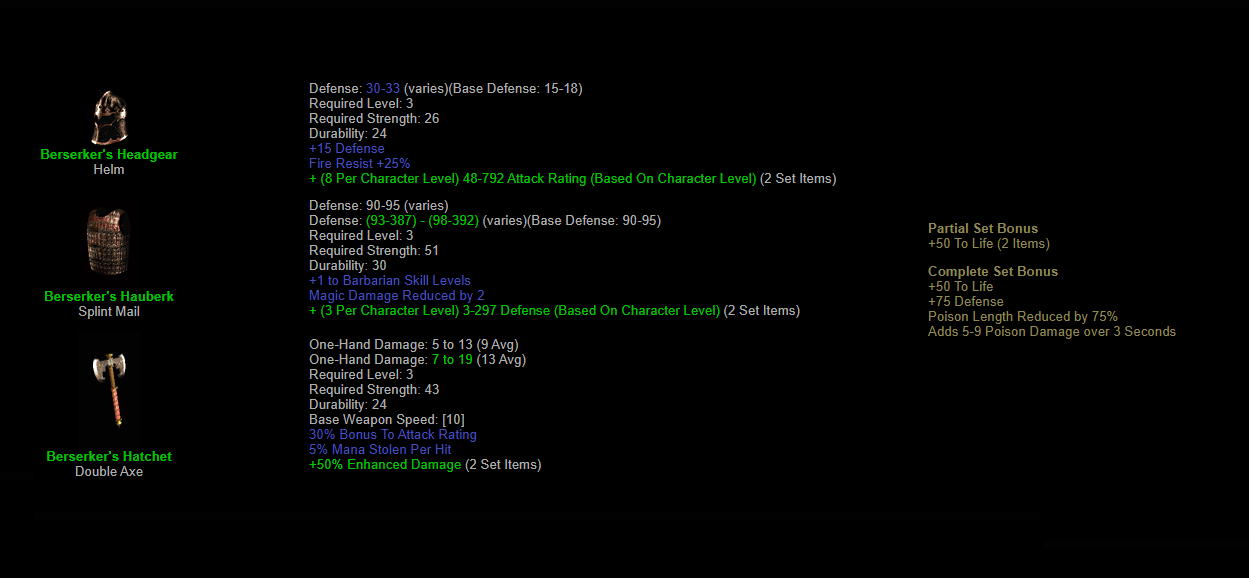 Berserker's Headgear
Helm
Defense: 30-33 (varies)(Base Defense: 15-18)
Required Level: 3
Required Strength: 26
Durability: 24
+15 Defense
Fire Resist +25%
+ (8 Per Character Level) 48-792 Attack Rating (Based On Character Level) (2 Set Items)
Berserker's Hauberk
Splint Mail
Defense: 90-95 (varies)
Defense: (93-387) - (98-392) (varies)(Base Defense: 90-95)
Required Level: 3
Required Strength: 51
Durability: 30
+1 to Barbarian Skill Levels
Magic Damage Reduced by 2
+ (3 Per Character Level) 3-297 Defense (Based On Character Level) (2 Set Items)
Berserker's Hatchet
Double Axe
One-Hand Damage: 5 to 13 (9 Avg)
One-Hand Damage: 7 to 19 (13 Avg)
Required Level: 3
Required Strength: 43
Durability: 24
Base Weapon Speed: [10]
30% Bonus To Attack Rating
5% Mana Stolen Per Hit
+50% Enhanced Damage (2 Set Items)
Partial Set Bonus
+50 To Life (2 Items)
Complete Set Bonus
+50 To Life
+75 Defense
Poison Length Reduced by 75%
Adds 5-9 Poison Damage over 3 Seconds